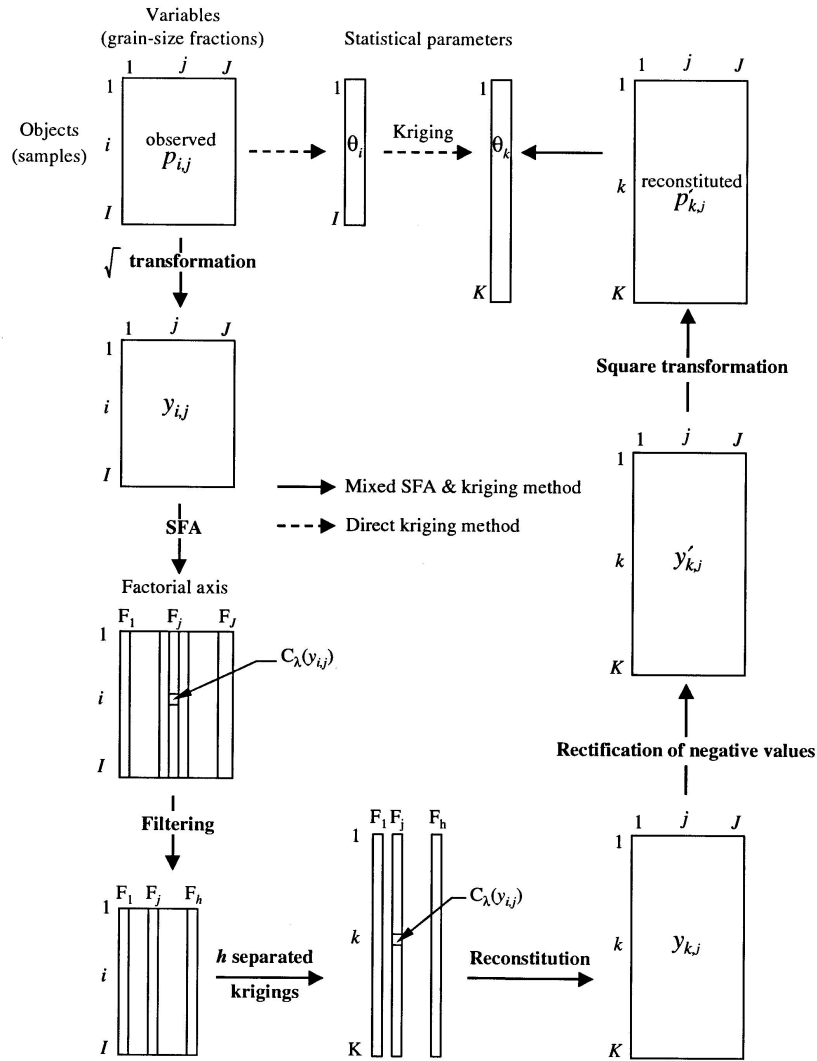 Variables
(grain-size fractions)
Statistical parameters
1 j J
1
i
I
Objects
(samples)
observed
p_{i,j}
1
θ_i
I
Kriging
1
θ_k
K
1 j J
1
k
K
reconstituted
p′_{k,j}
√ transformation
1 j J
1
i
I
y_{i,j}
Square transformation
Mixed SFA & kriging method
Direct kriging method
SFA
1 j J
1
k
K
y′_{k,j}
Factorial axis
F_1 F_j F_J
1
i
I
C_λ(y_{i,j})
Rectification of negative values
Filtering
F_1 F_j F_h
1
i
I
h separated
krigings
F_1 F_j F_h
1
k
K
C_λ(y_{i,j})
Reconstitution
1 j J
1
k
K
y_{k,j}